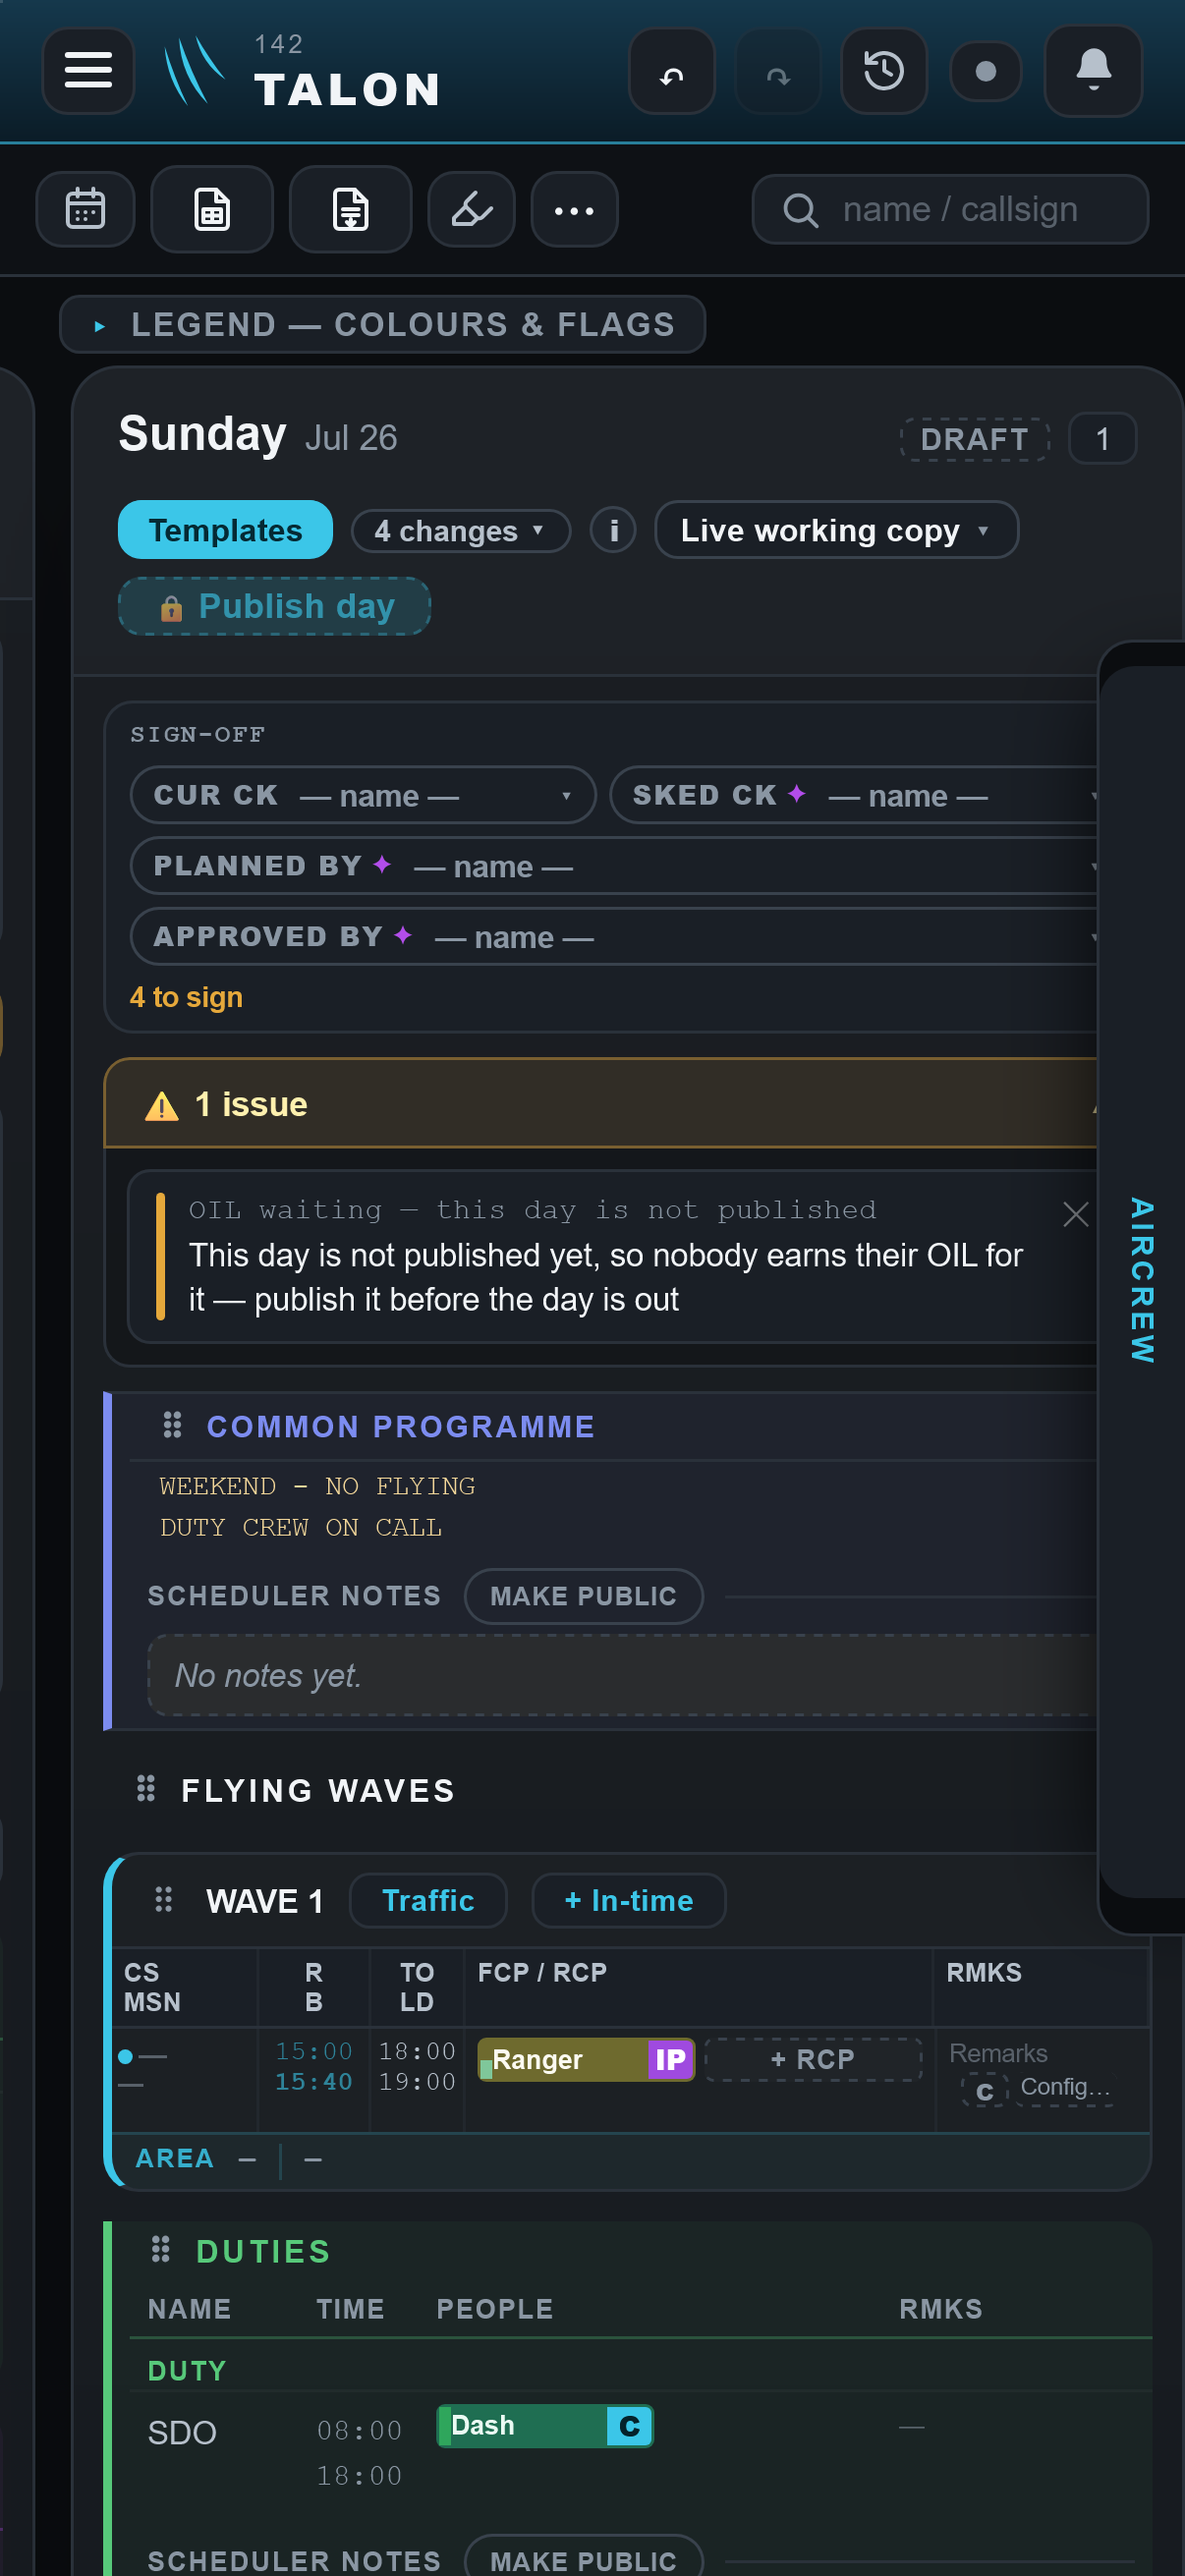 142
TALON
name / callsign
LEGEND — COLOURS & FLAGS
Sunday Jul 26
DRAFT 1
Templates 4 changes i Live working copy
Publish day
SIGN-OFF
CUR CK — name — SKED CK — name —
PLANNED BY — name —
APPROVED BY — name —
4 to sign
1 issue
OIL waiting — this day is not published
This day is not published yet, so nobody earns their OIL for
it — publish it before the day is out
AIRCREW
COMMON PROGRAMME
WEEKEND - NO FLYING
DUTY CREW ON CALL
SCHEDULER NOTES MAKE PUBLIC
No notes yet.
FLYING WAVES
WAVE 1 Traffic + In-time
CS R TO FCP / RCP RMKS
MSN B LD
— 15:00 18:00 Ranger IP + RCP Remarks
— 15:40 19:00 C Config...
AREA – –
DUTIES
NAME TIME PEOPLE RMKS
DUTY
SDO 08:00 Dash C —
18:00
SCHEDULER NOTES MAKE PUBLIC